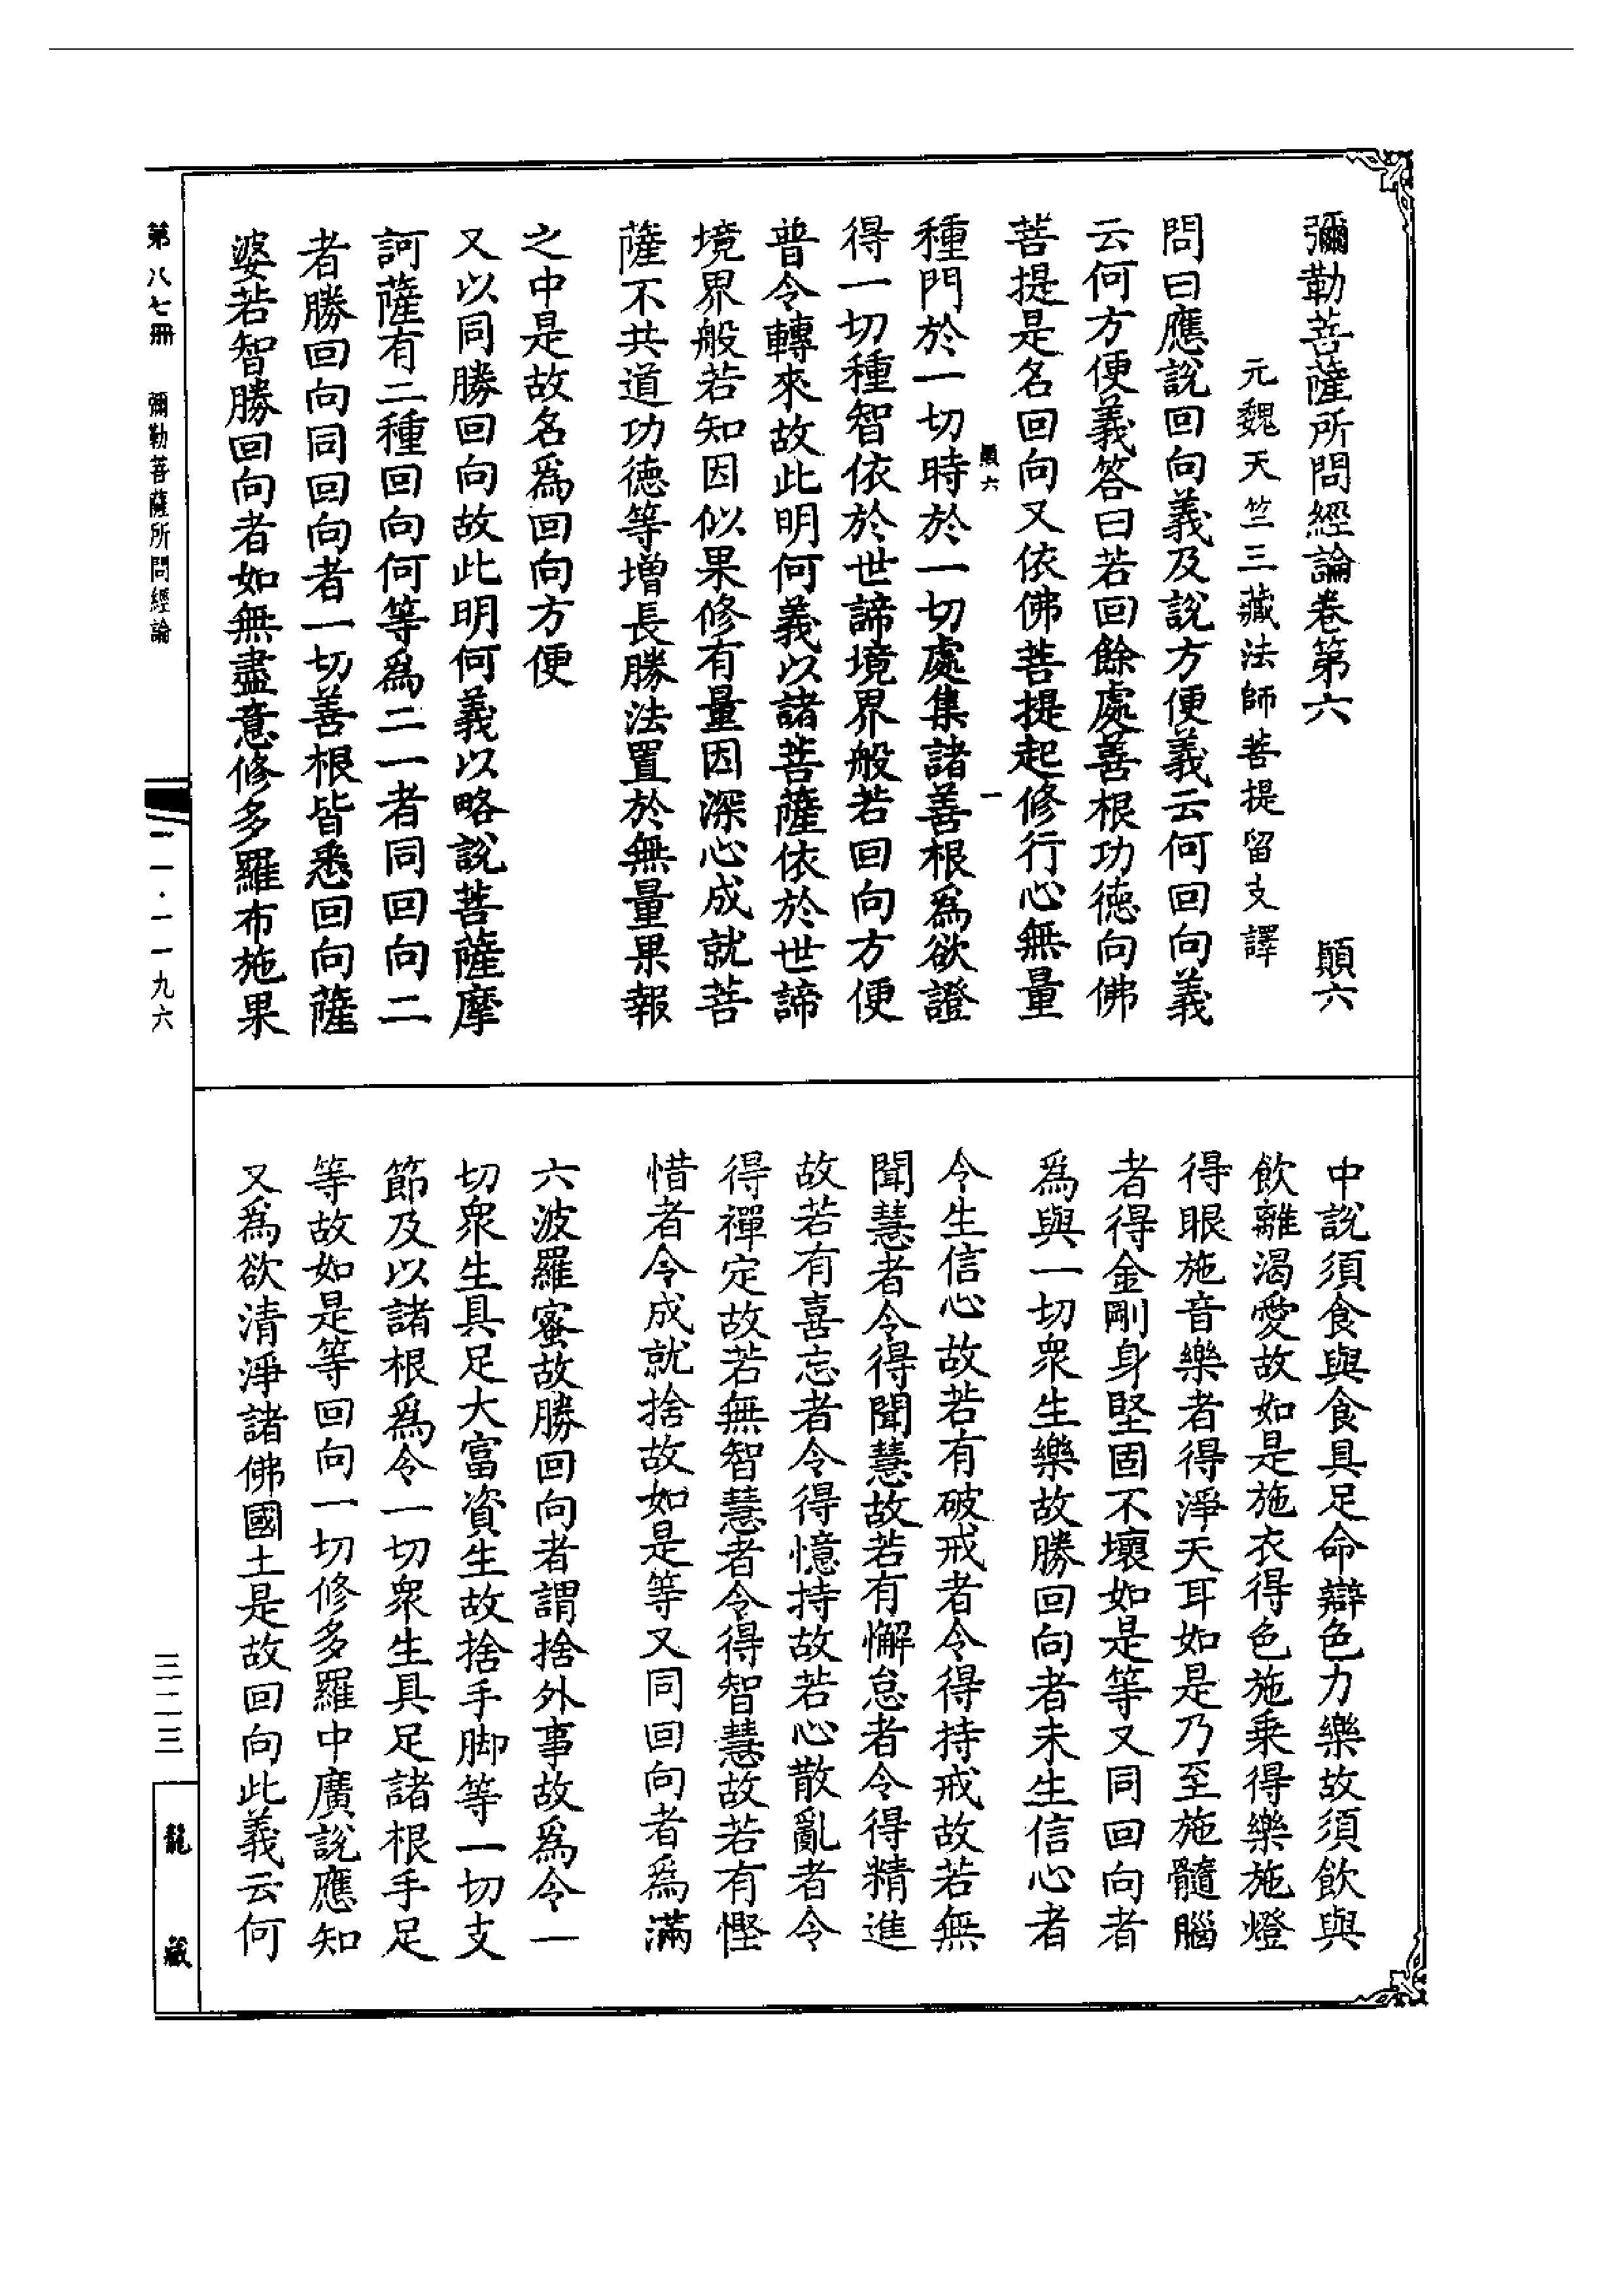 彌勒菩薩所問經論卷第六 顚六
元魏天竺三藏法師菩提留支譯
問曰應說回向義及說方便義云何回向義
云何方便義答曰若回餘處善根功德向佛
菩提是名回向又依佛菩提起修行心無量
顚六 一
種門於一切時於一切處集諸善根爲欲證
得一切種智依於世諦境界般若回向方便
普令轉來故此明何義以諸菩薩依於世諦
境界般若知因似果修有量因深心成就菩
薩不共道功德等增長勝法置於無量果報
之中是故名爲回向方便
又以同勝回向故此明何義以略說菩薩摩
訶薩有二種回向何等爲二一者同回向二
者勝回向同回向者一切善根皆悉回向薩
婆若智勝回向者如無盡意修多羅布施果
中說須食與食具足命辯色力樂故須飲與
飲離渴愛故如是施衣得色施乘得樂施燈
得眼施音樂者得淨天耳如是乃至施髓腦
者得金剛身堅固不壞如是等又同回向者
爲與一切衆生樂故勝回向者未生信心者
令生信心故若有破戒者令得持戒故若無
聞慧者令得聞慧故若有懈怠者令得精進
故若有喜忘者令得憶持故若心散亂者令
得禪定故若無智慧者令得智慧故若有慳
惜者令成就捨故如是等又同回向者爲滿
六波羅蜜故勝回向者謂捨外事故爲令一
切衆生具足大富資生故捨手脚等一切支
節及以諸根爲令一切衆生具足諸根手足
等故如是等回向一切修多羅中廣說應知
又爲欲清淨諸佛國土是故回向此義云何
第八七冊 彌勒菩薩所問經論
二一·一一九六
三二三
龍藏